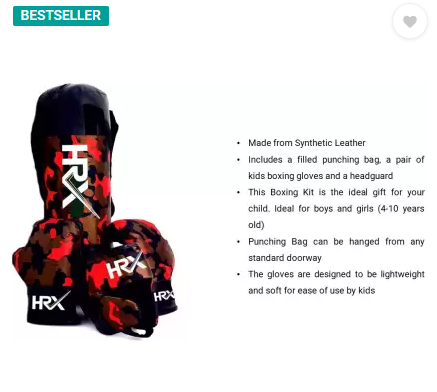 BESTSELLER
HRX
HRX
HRX
HRX
• Made from Synthetic Leather
• Includes a filled punching bag, a pair of
kids boxing gloves and a headguard
• This Boxing Kit is the ideal gift for your
child. Ideal for boys and girls (4-10 years
old)
• Punching Bag can be hanged from any
standard doorway
• The gloves are designed to be lightweight
and soft for ease of use by kids